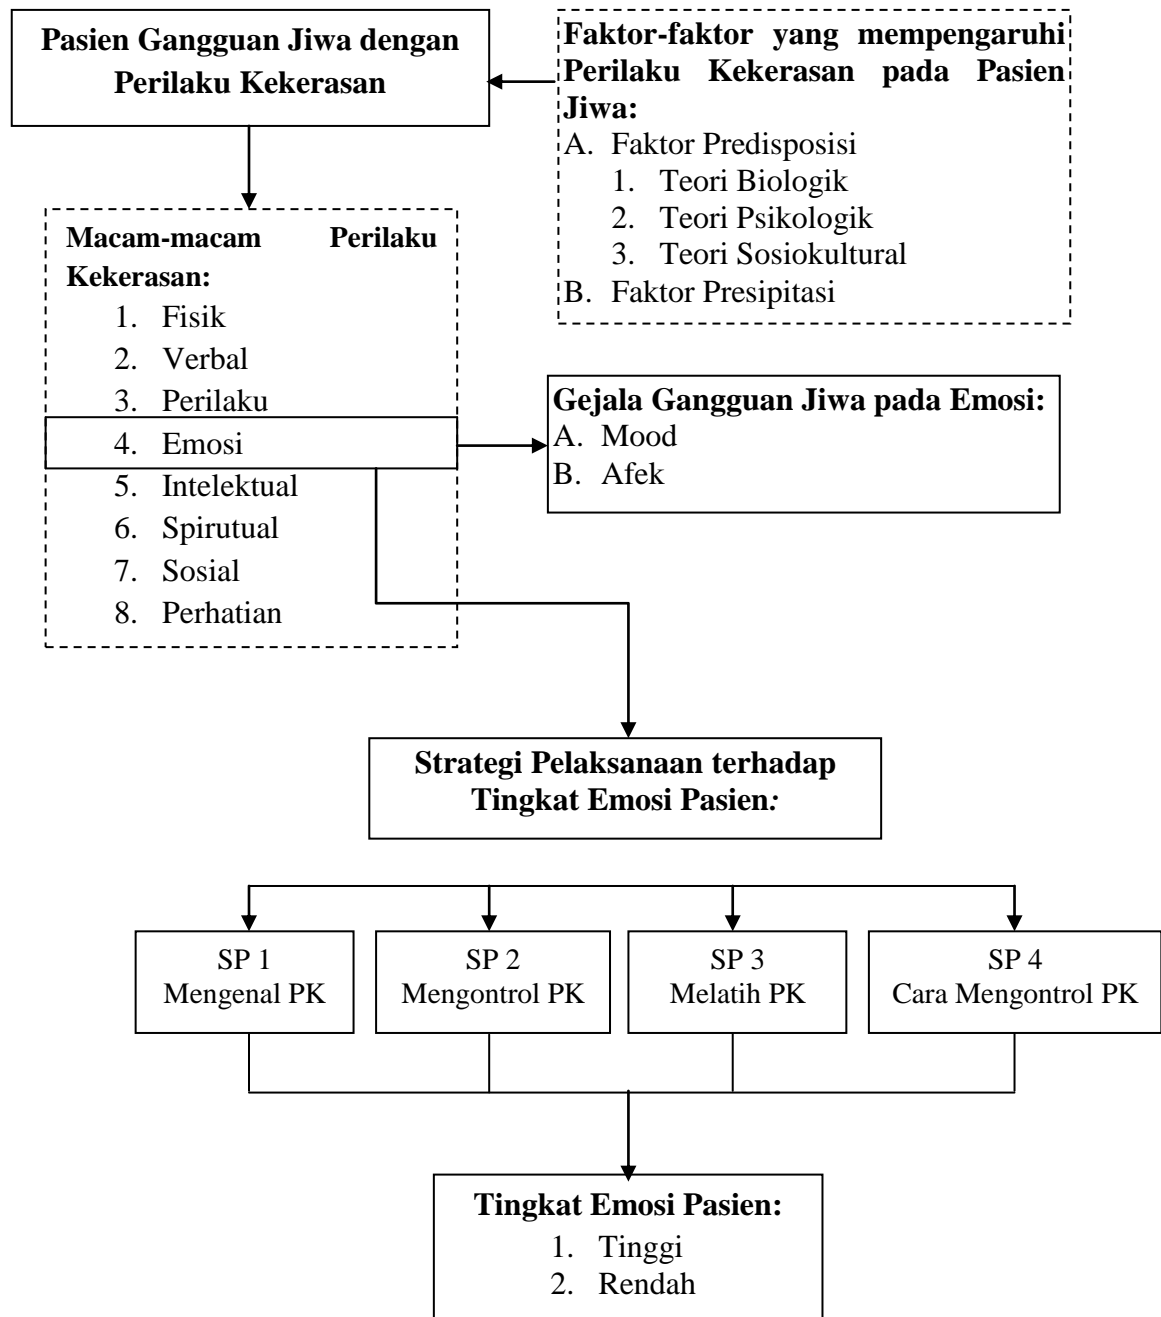 Pasien Gangguan Jiwa dengan
Perilaku Kekerasan
Faktor-faktor yang mempengaruhi
Perilaku Kekerasan pada Pasien
Jiwa:
A. Faktor Predisposisi
1. Teori Biologik
2. Teori Psikologik
3. Teori Sosiokultural
B. Faktor Presipitasi
Macam-macam Perilaku
Kekerasan:
1. Fisik
2. Verbal
3. Perilaku
4. Emosi
5. Intelektual
6. Spirutual
7. Sosial
8. Perhatian
Gejala Gangguan Jiwa pada Emosi:
A. Mood
B. Afek
Strategi Pelaksanaan terhadap
Tingkat Emosi Pasien:
SP 1
Mengenal PK
SP 2
Mengontrol PK
SP 3
Melatih PK
SP 4
Cara Mengontrol PK
Tingkat Emosi Pasien:
1. Tinggi
2. Rendah